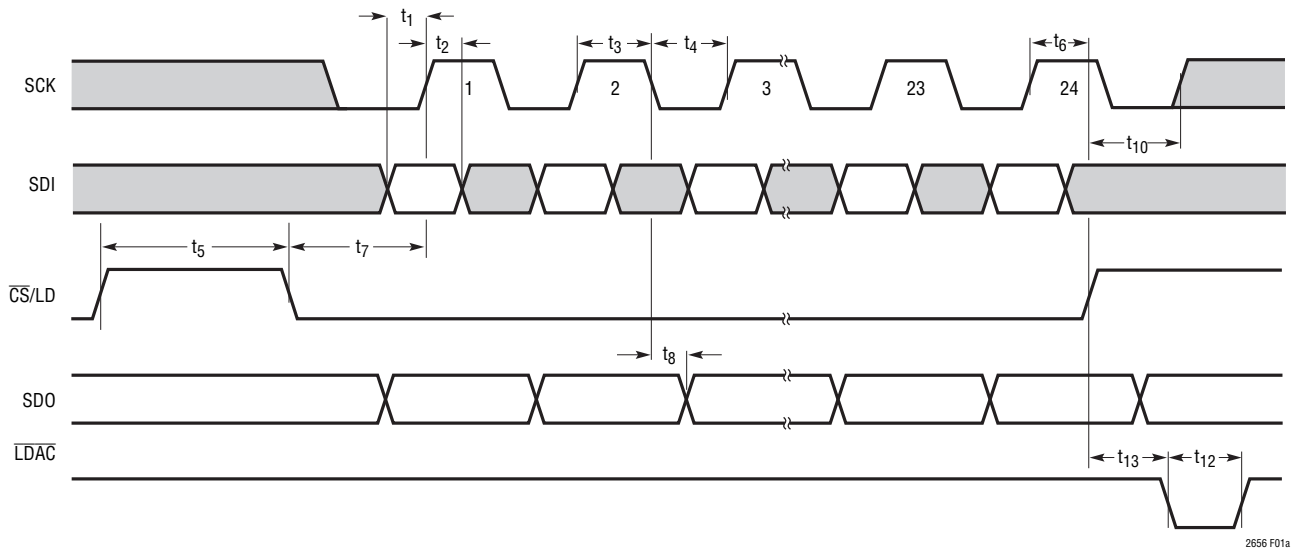 t1
t2 t3 t4 t6
SCK 1 2 3 23 24
t10
SDI
t5 t7
CS/LD
t8
SDO
LDAC
t13 t12
2656 F01a